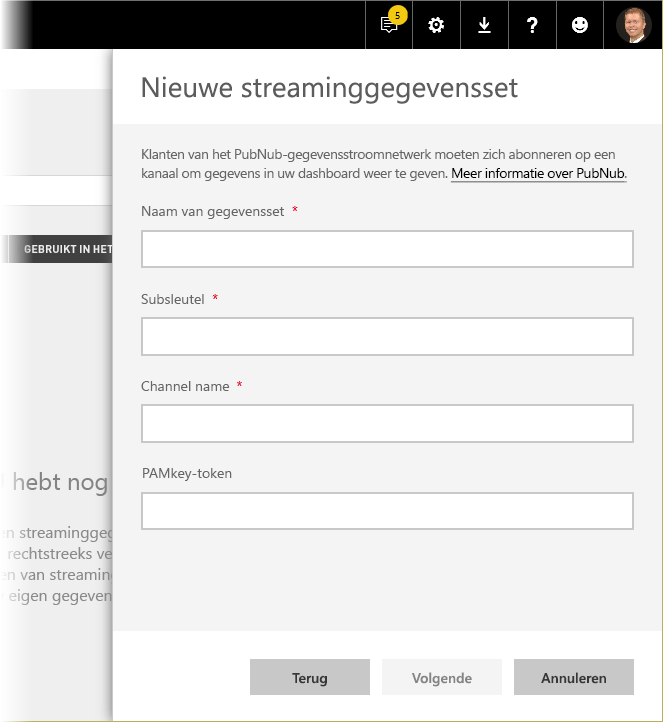 5
?
Nieuwe streaminggegevensset
Klanten van het PubNub-gegevensstroomnetwerk moeten zich abonneren op een
kanaal om gegevens in uw dashboard weer te geven. Meer informatie over PubNub.
Naam van gegevensset *
GEBRUIKT IN HET
Subsleutel *
Channel name *
PAMkey-token
hebt nog
en streaminggeg
rechtstreeks ve
en van streamin
eigen gegeven
Terug
Volgende
Annuleren